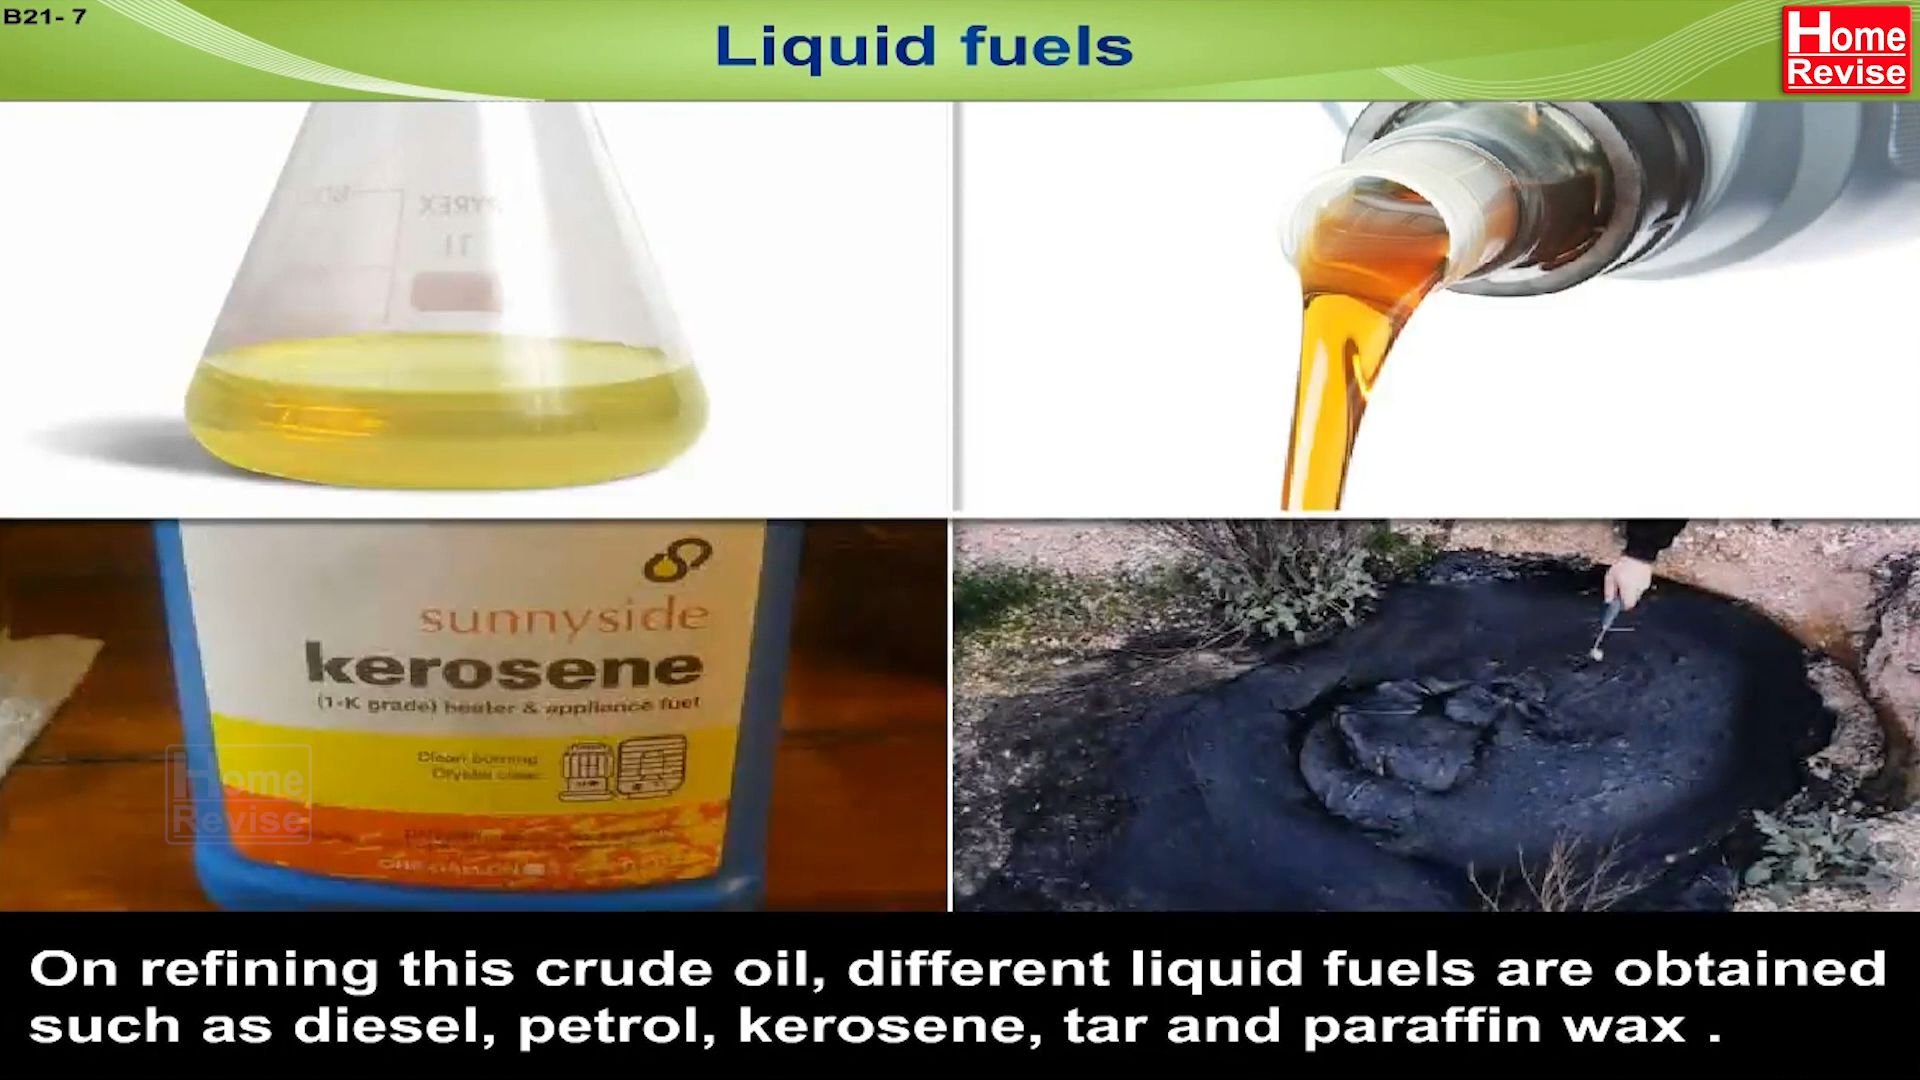 B21- 7
Liquid fuels
Home
Revise
PYREX
sunnyside
kerosene
(1-K grade) heater & appliance fuel
Clean burning
Home
Revise
On refining this crude oil, different liquid fuels are obtained
such as diesel, petrol, kerosene, tar and paraffin wax .